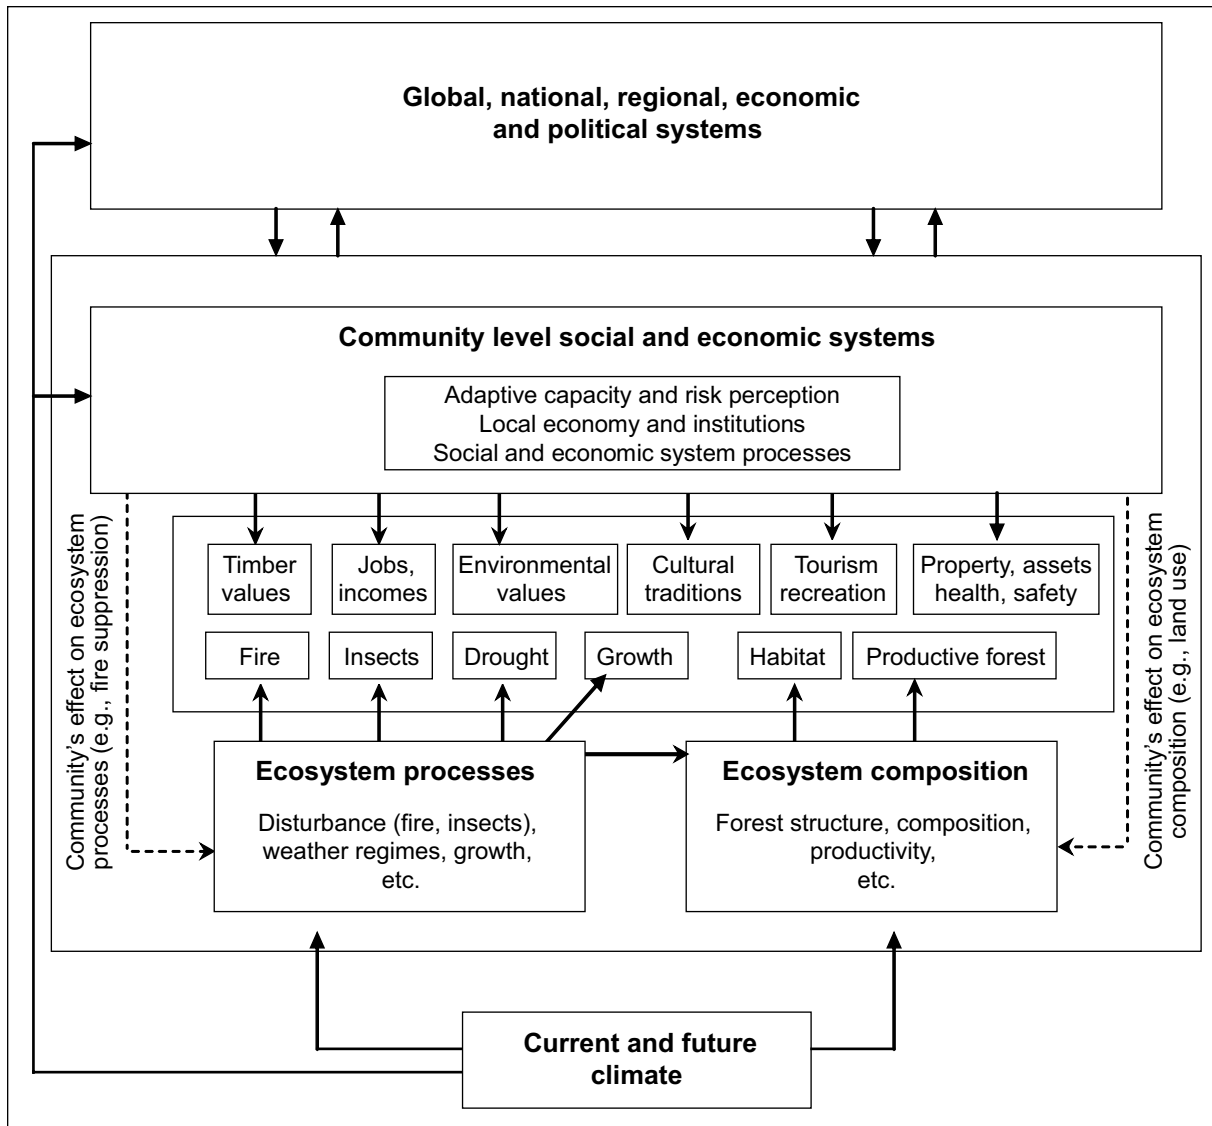 Global, national, regional, economic
and political systems
Community level social and economic systems
Adaptive capacity and risk perception
Local economy and institutions
Social and economic system processes
Community's effect on ecosystem
processes (e.g., fire suppression)
Timber
values
Jobs,
incomes
Environmental
values
Cultural
traditions
Tourism
recreation
Property, assets
health, safety
Fire
Insects
Drought
Growth
Habitat
Productive forest
Community's effect on ecosystem
composition (e.g., land use)
Ecosystem processes
Disturbance (fire, insects),
weather regimes, growth,
etc.
Ecosystem composition
Forest structure, composition,
productivity,
etc.
Current and future
climate